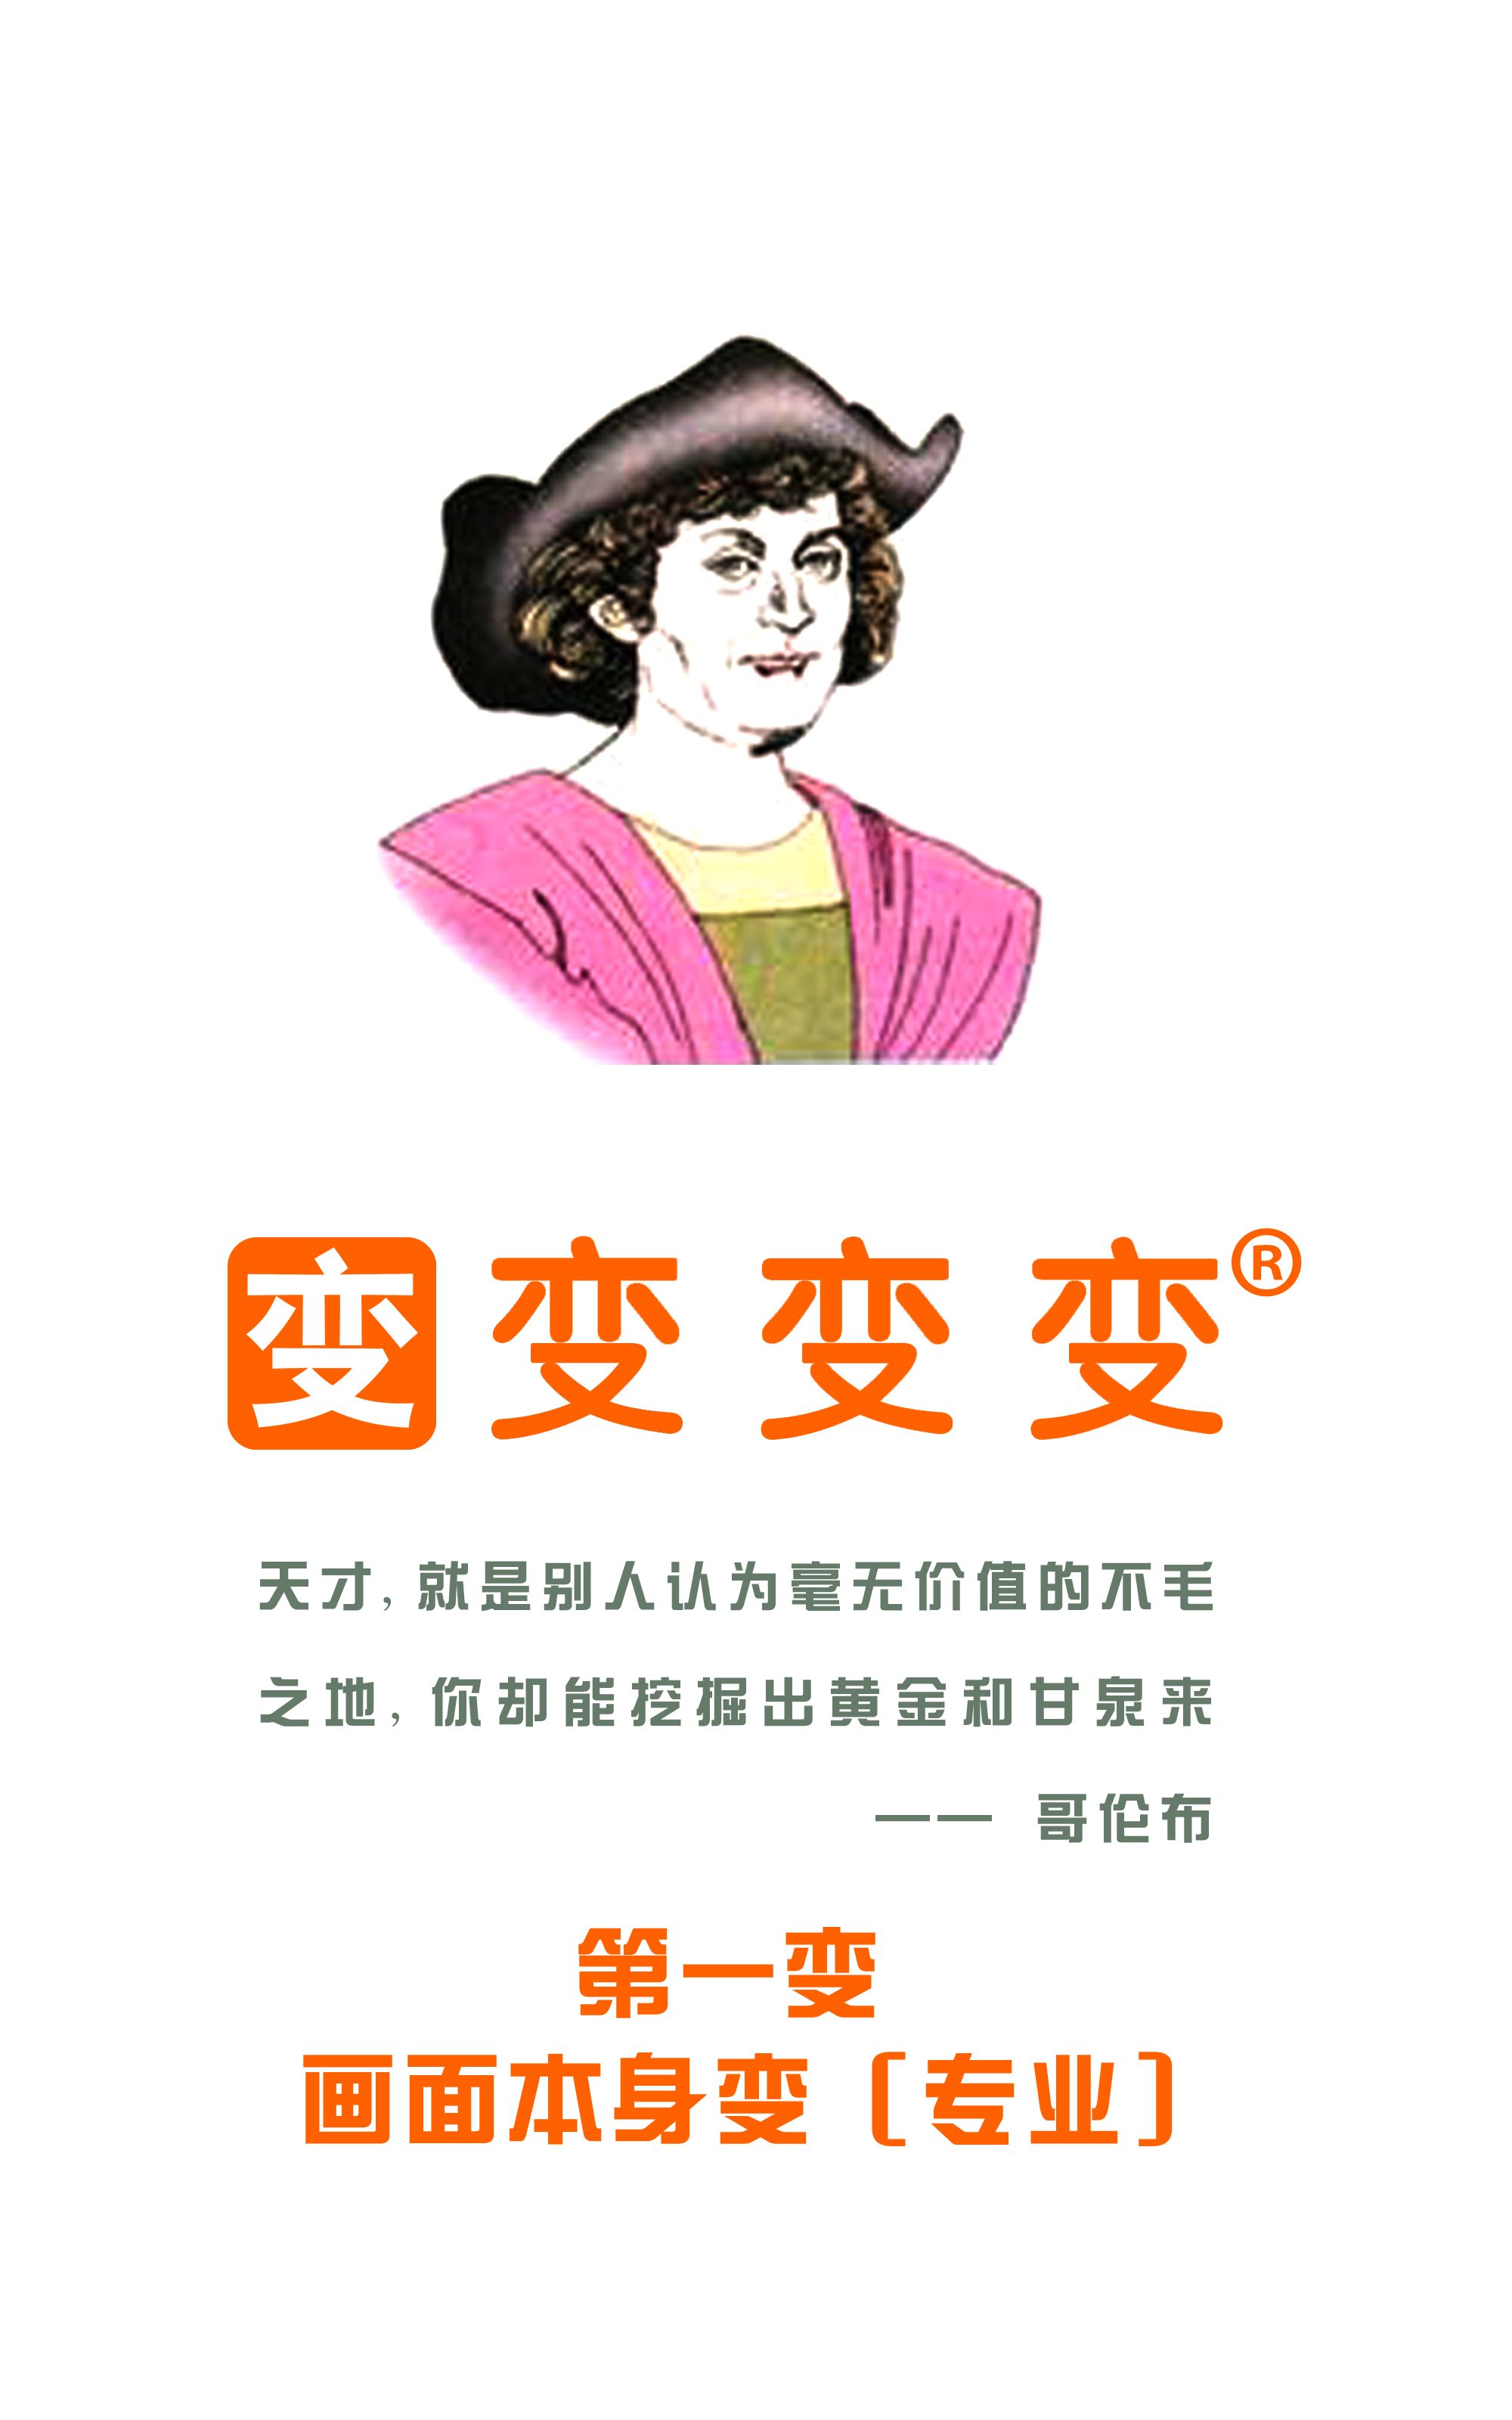 变 变 变 变®
天才，就是别人认为毫无价值的不毛
之地，你却能挖掘出黄金和甘泉来
—— 哥伦布
第一变
画面本身变［专业］